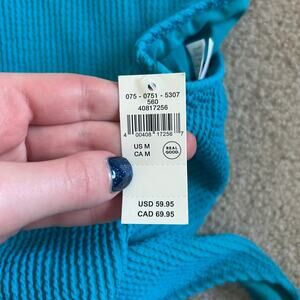 075 - 0751 - 5307
560
40817256
4 00408 17256 7
US M
CA M
REAL
GOOD
USD 59.95
CAD 69.95